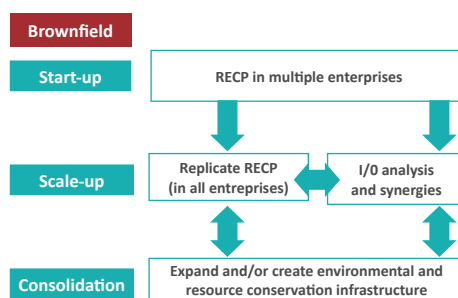 Brownfield
Start-up
RECP in multiple enterprises
Scale-up
Replicate RECP
(in all entreprises)
I/0 analysis
and synergies
Consolidation
Expand and/or create environmental and
resource conservation infrastructure